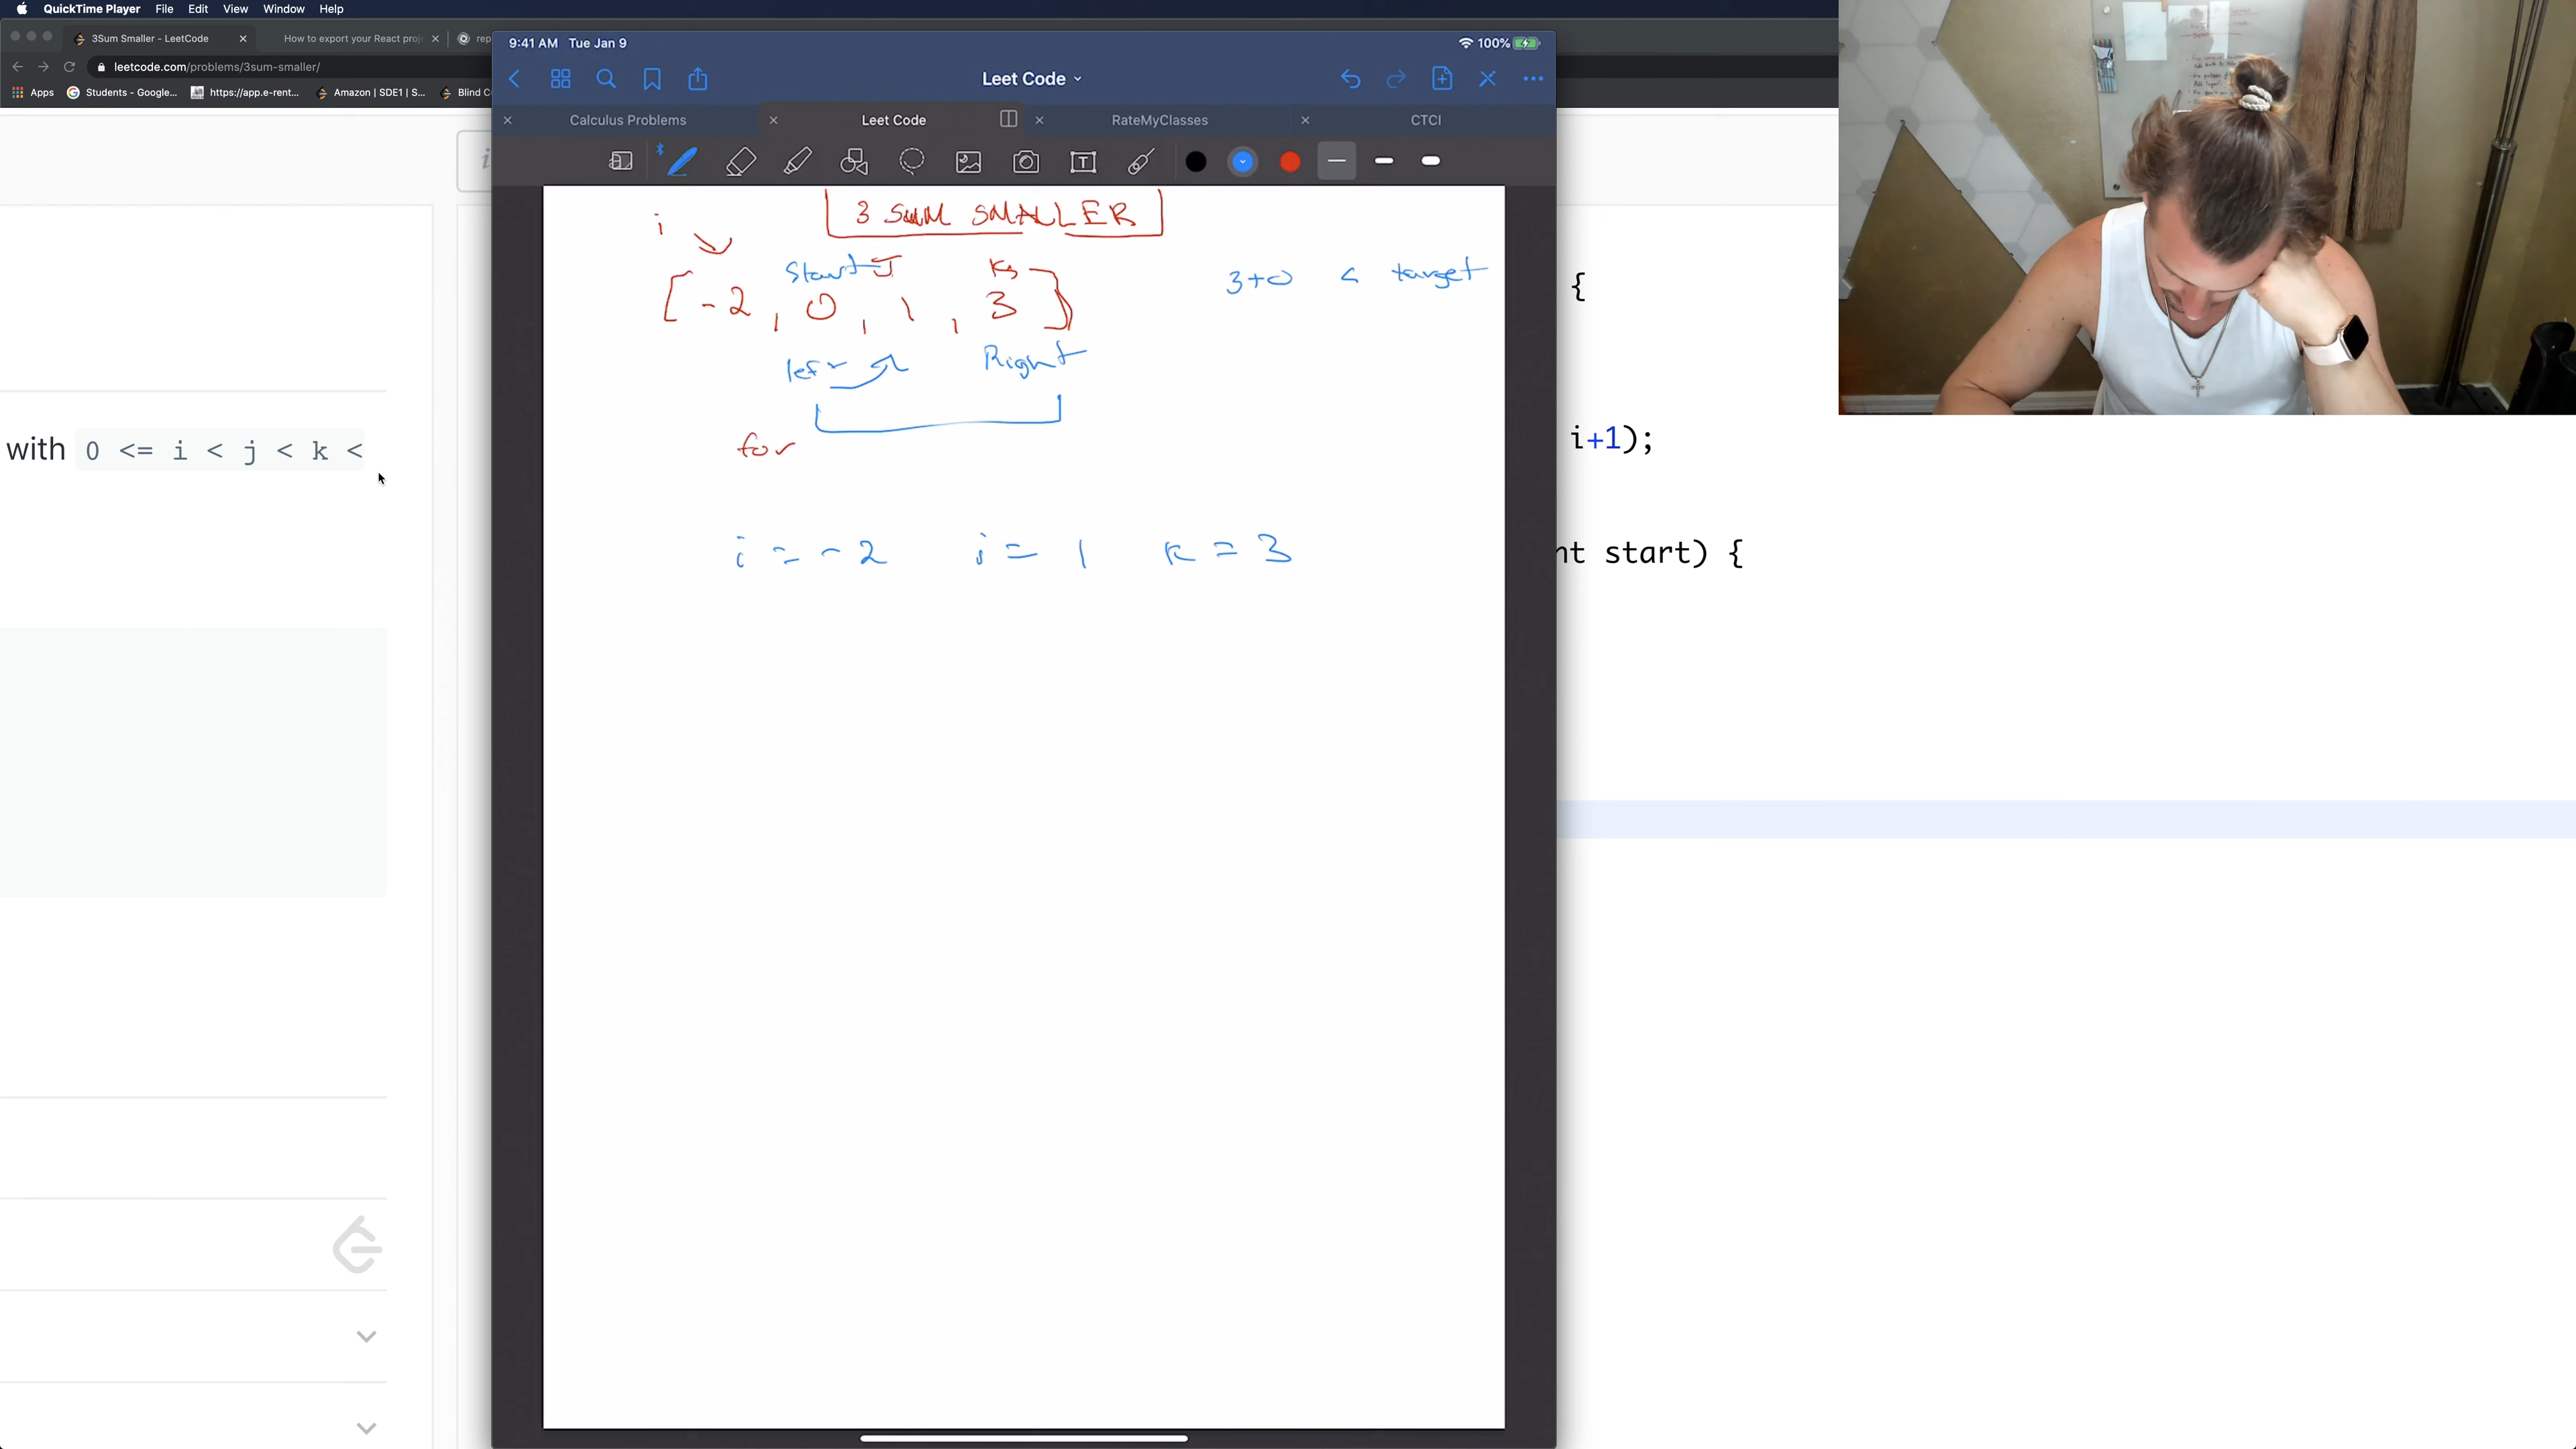 QuickTime Player File Edit View Window Help
3Sum Smaller - LeetCode
How to export your React proj
rep
leetcode.com/problems/3sum-smaller/
Apps
Students - Google...
https://app.e-rent...
Amazon | SDE1 | S...
Blind C
9:41 AM Tue Jan 9
100%
Leet Code
Calculus Problems
Leet Code
RateMyClasses
CTCI
T
i
3 SUM SMALLER
Start J
[ -2 , 0 , 1 , 3 ]
3+0 < target
left Right
for
i = -2 j = 1 k = 3
with 0 <= i < j < k <
{
i+1);
nt start) {